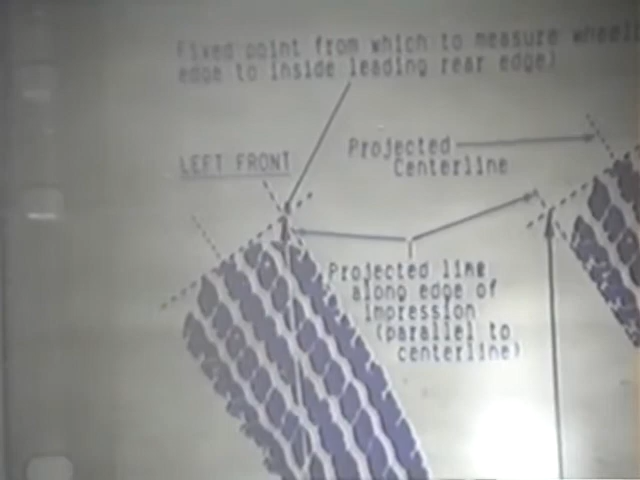 Fixed point from which to measure wheel
edge to inside leading rear edge)
LEFT FRONT
Projected
Centerline
Projected line
along edge of
impression
(parallel to
centerline)